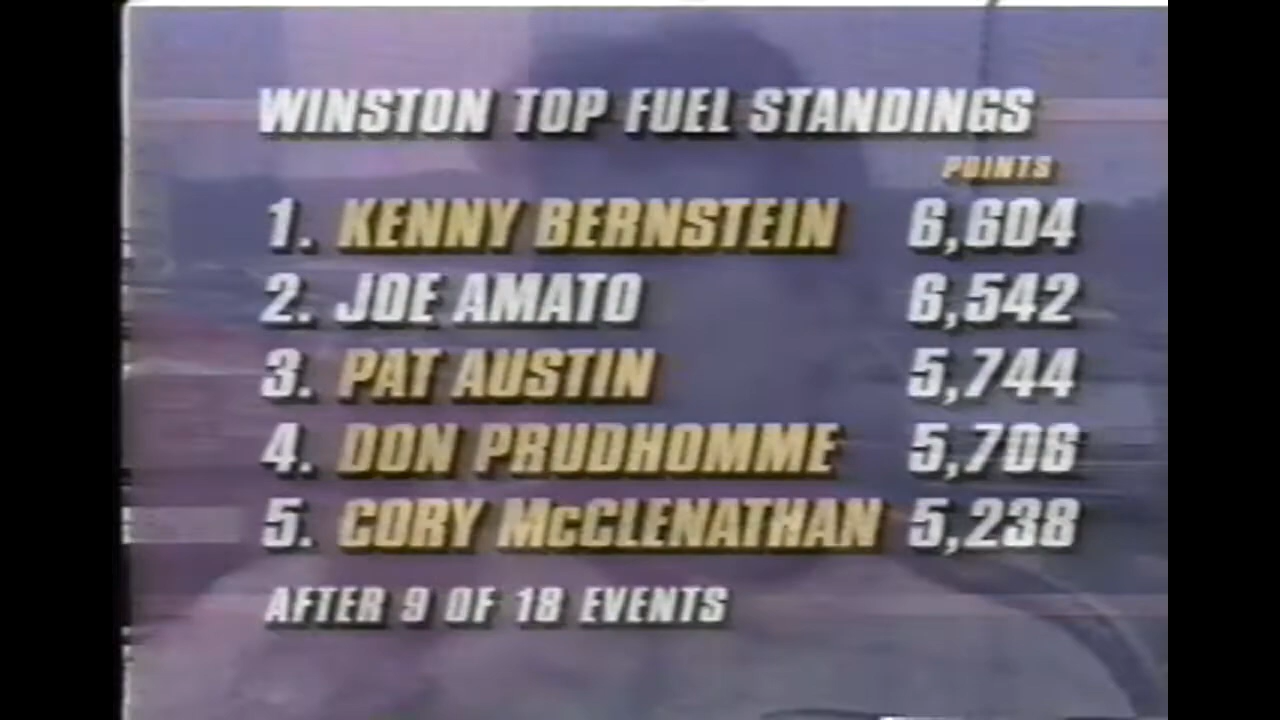 WINSTON TOP FUEL STANDINGS
POINTS
1. KENNY BERNSTEIN 6,604
2. JOE AMATO 6,542
3. PAT AUSTIN 5,744
4. DON PRUDHOMME 5,706
5. CORY McCLENATHAN 5,238
AFTER 9 OF 18 EVENTS